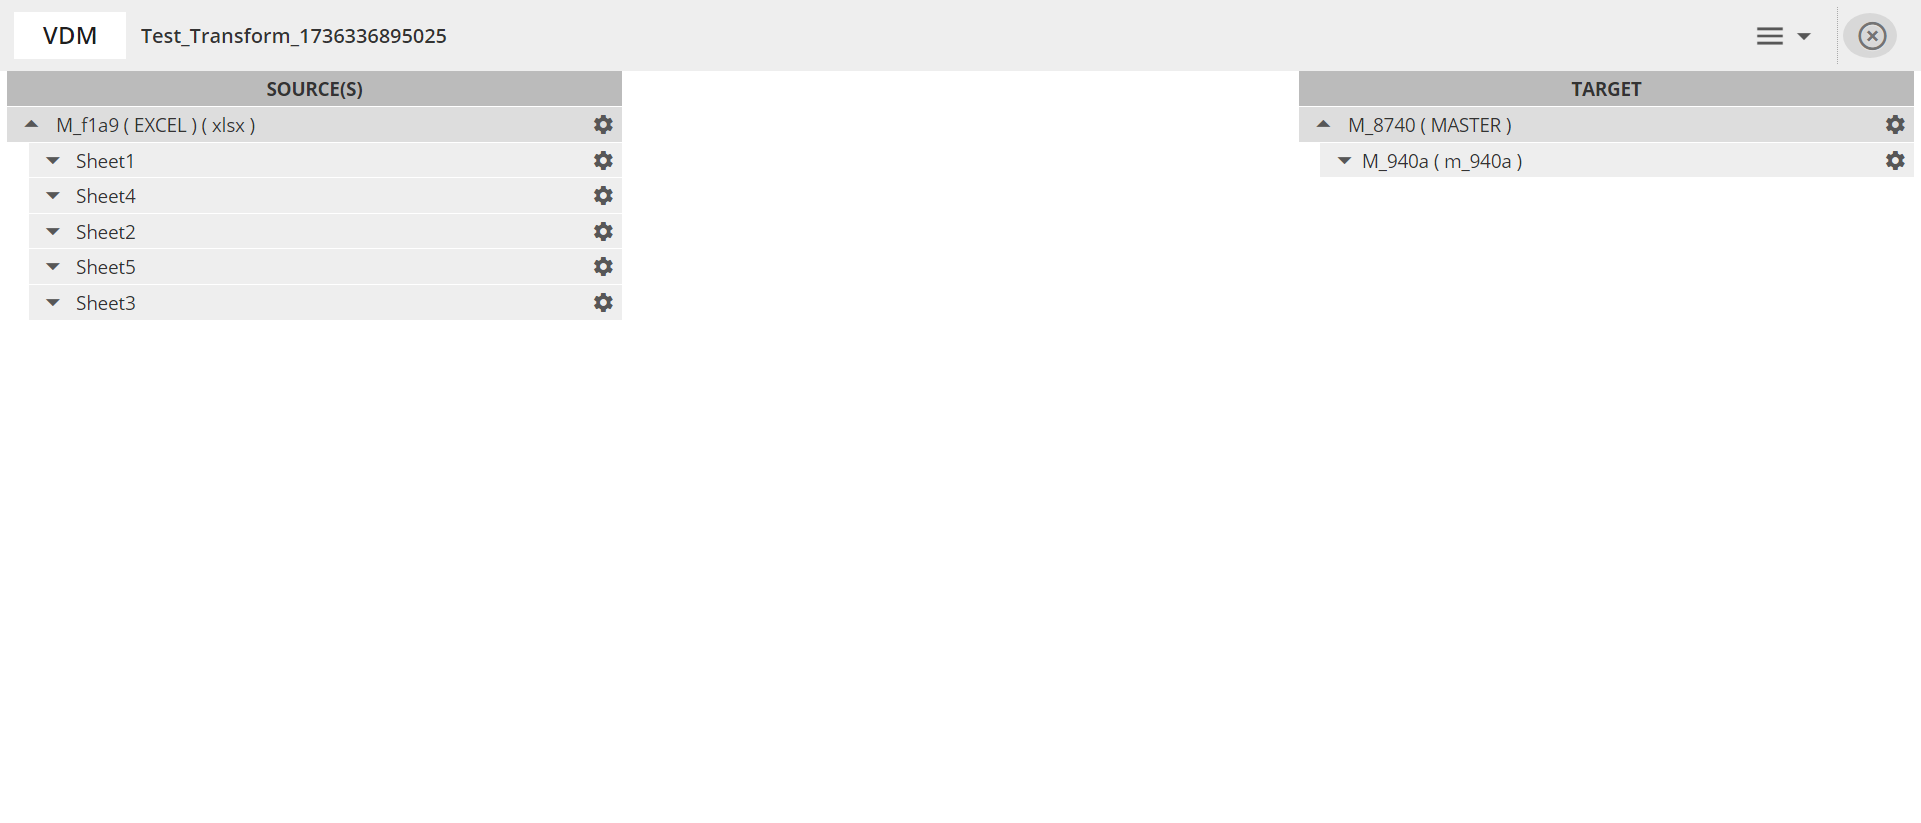 VDM Test_Transform_1736336895025
SOURCE(S)
M_f1a9 ( EXCEL ) ( xlsx )
Sheet1
Sheet4
Sheet2
Sheet5
Sheet3
TARGET
M_8740 ( MASTER )
M_940a ( m_940a )